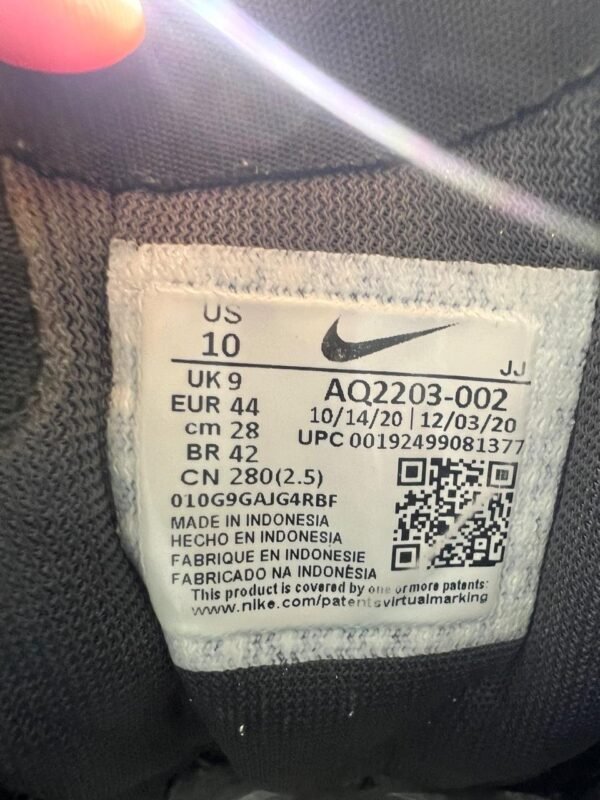 US
10
JJ
UK 9
EUR 44
cm 28
BR 42
CN 280(2.5)
AQ2203-002
10/14/20 | 12/03/20
UPC 00192499081377
010G9GAJG4RBF
MADE IN INDONESIA
HECHO EN INDONESIA
FABRIQUE EN INDONESIE
FABRICADO NA INDONÉSIA
This product is covered by one or more patents:
www.nike.com/patentsvirtualmarking